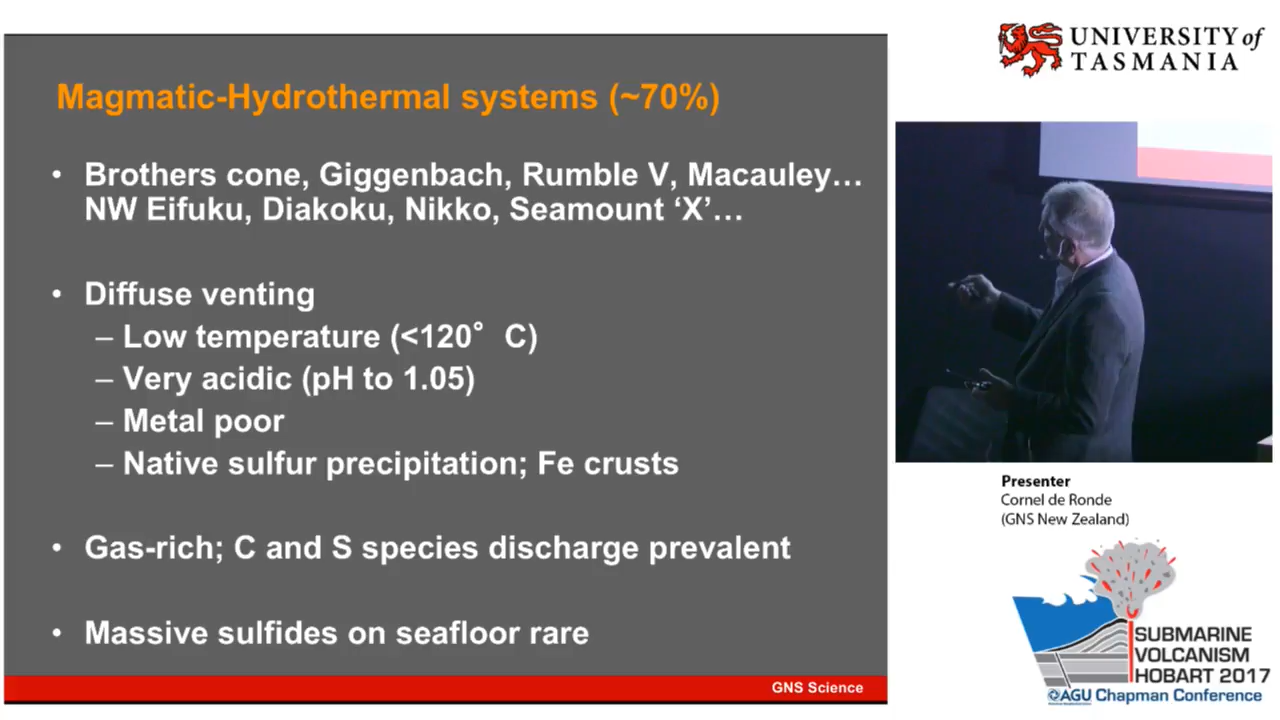 Magmatic-Hydrothermal systems (~70%)
• Brothers cone, Giggenbach, Rumble V, Macauley…
NW Eifuku, Diakoku, Nikko, Seamount ‘X’…
• Diffuse venting
– Low temperature (<120° C)
– Very acidic (pH to 1.05)
– Metal poor
– Native sulfur precipitation; Fe crusts
• Gas-rich; C and S species discharge prevalent
• Massive sulfides on seafloor rare
GNS Science
UNIVERSITY of
TASMANIA
Presenter
Cornel de Ronde
(GNS New Zealand)
SUBMARINE
VOLCANISM
HOBART 2017
AGU Chapman Conference